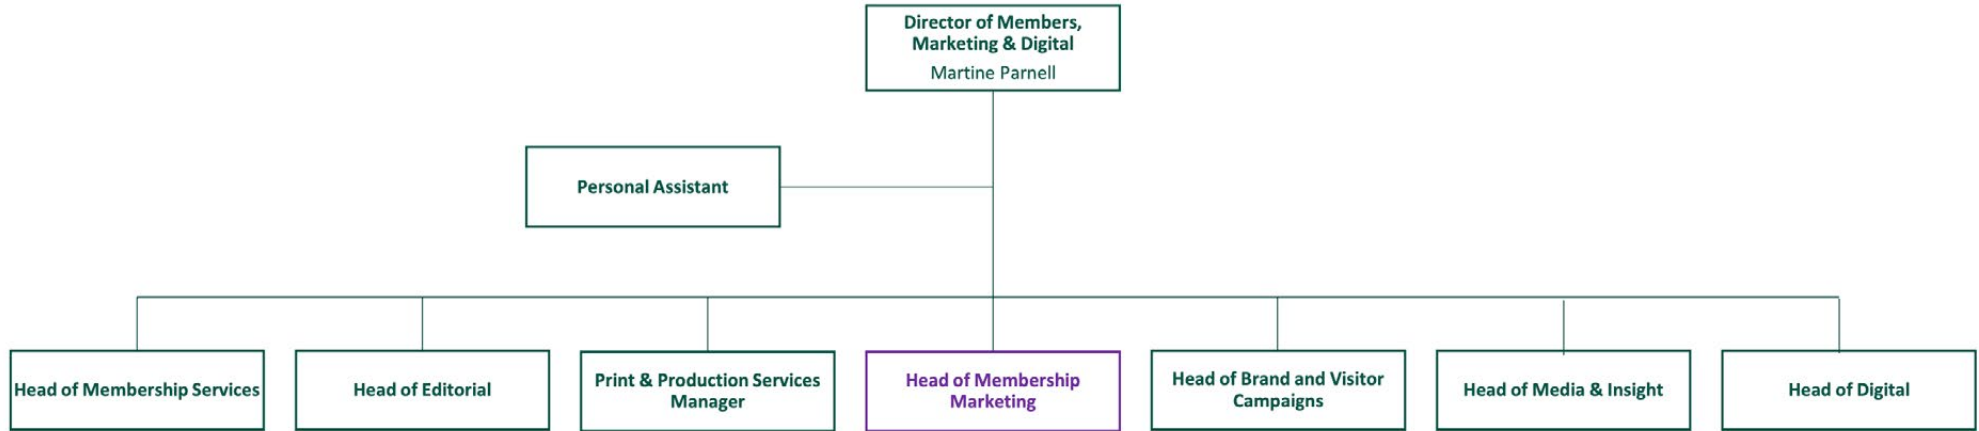 Director of Members,
Marketing & Digital
Martine Parnell
Personal Assistant
Head of Membership Services
Head of Editorial
Print & Production Services
Manager
Head of Membership
Marketing
Head of Brand and Visitor
Campaigns
Head of Media & Insight
Head of Digital